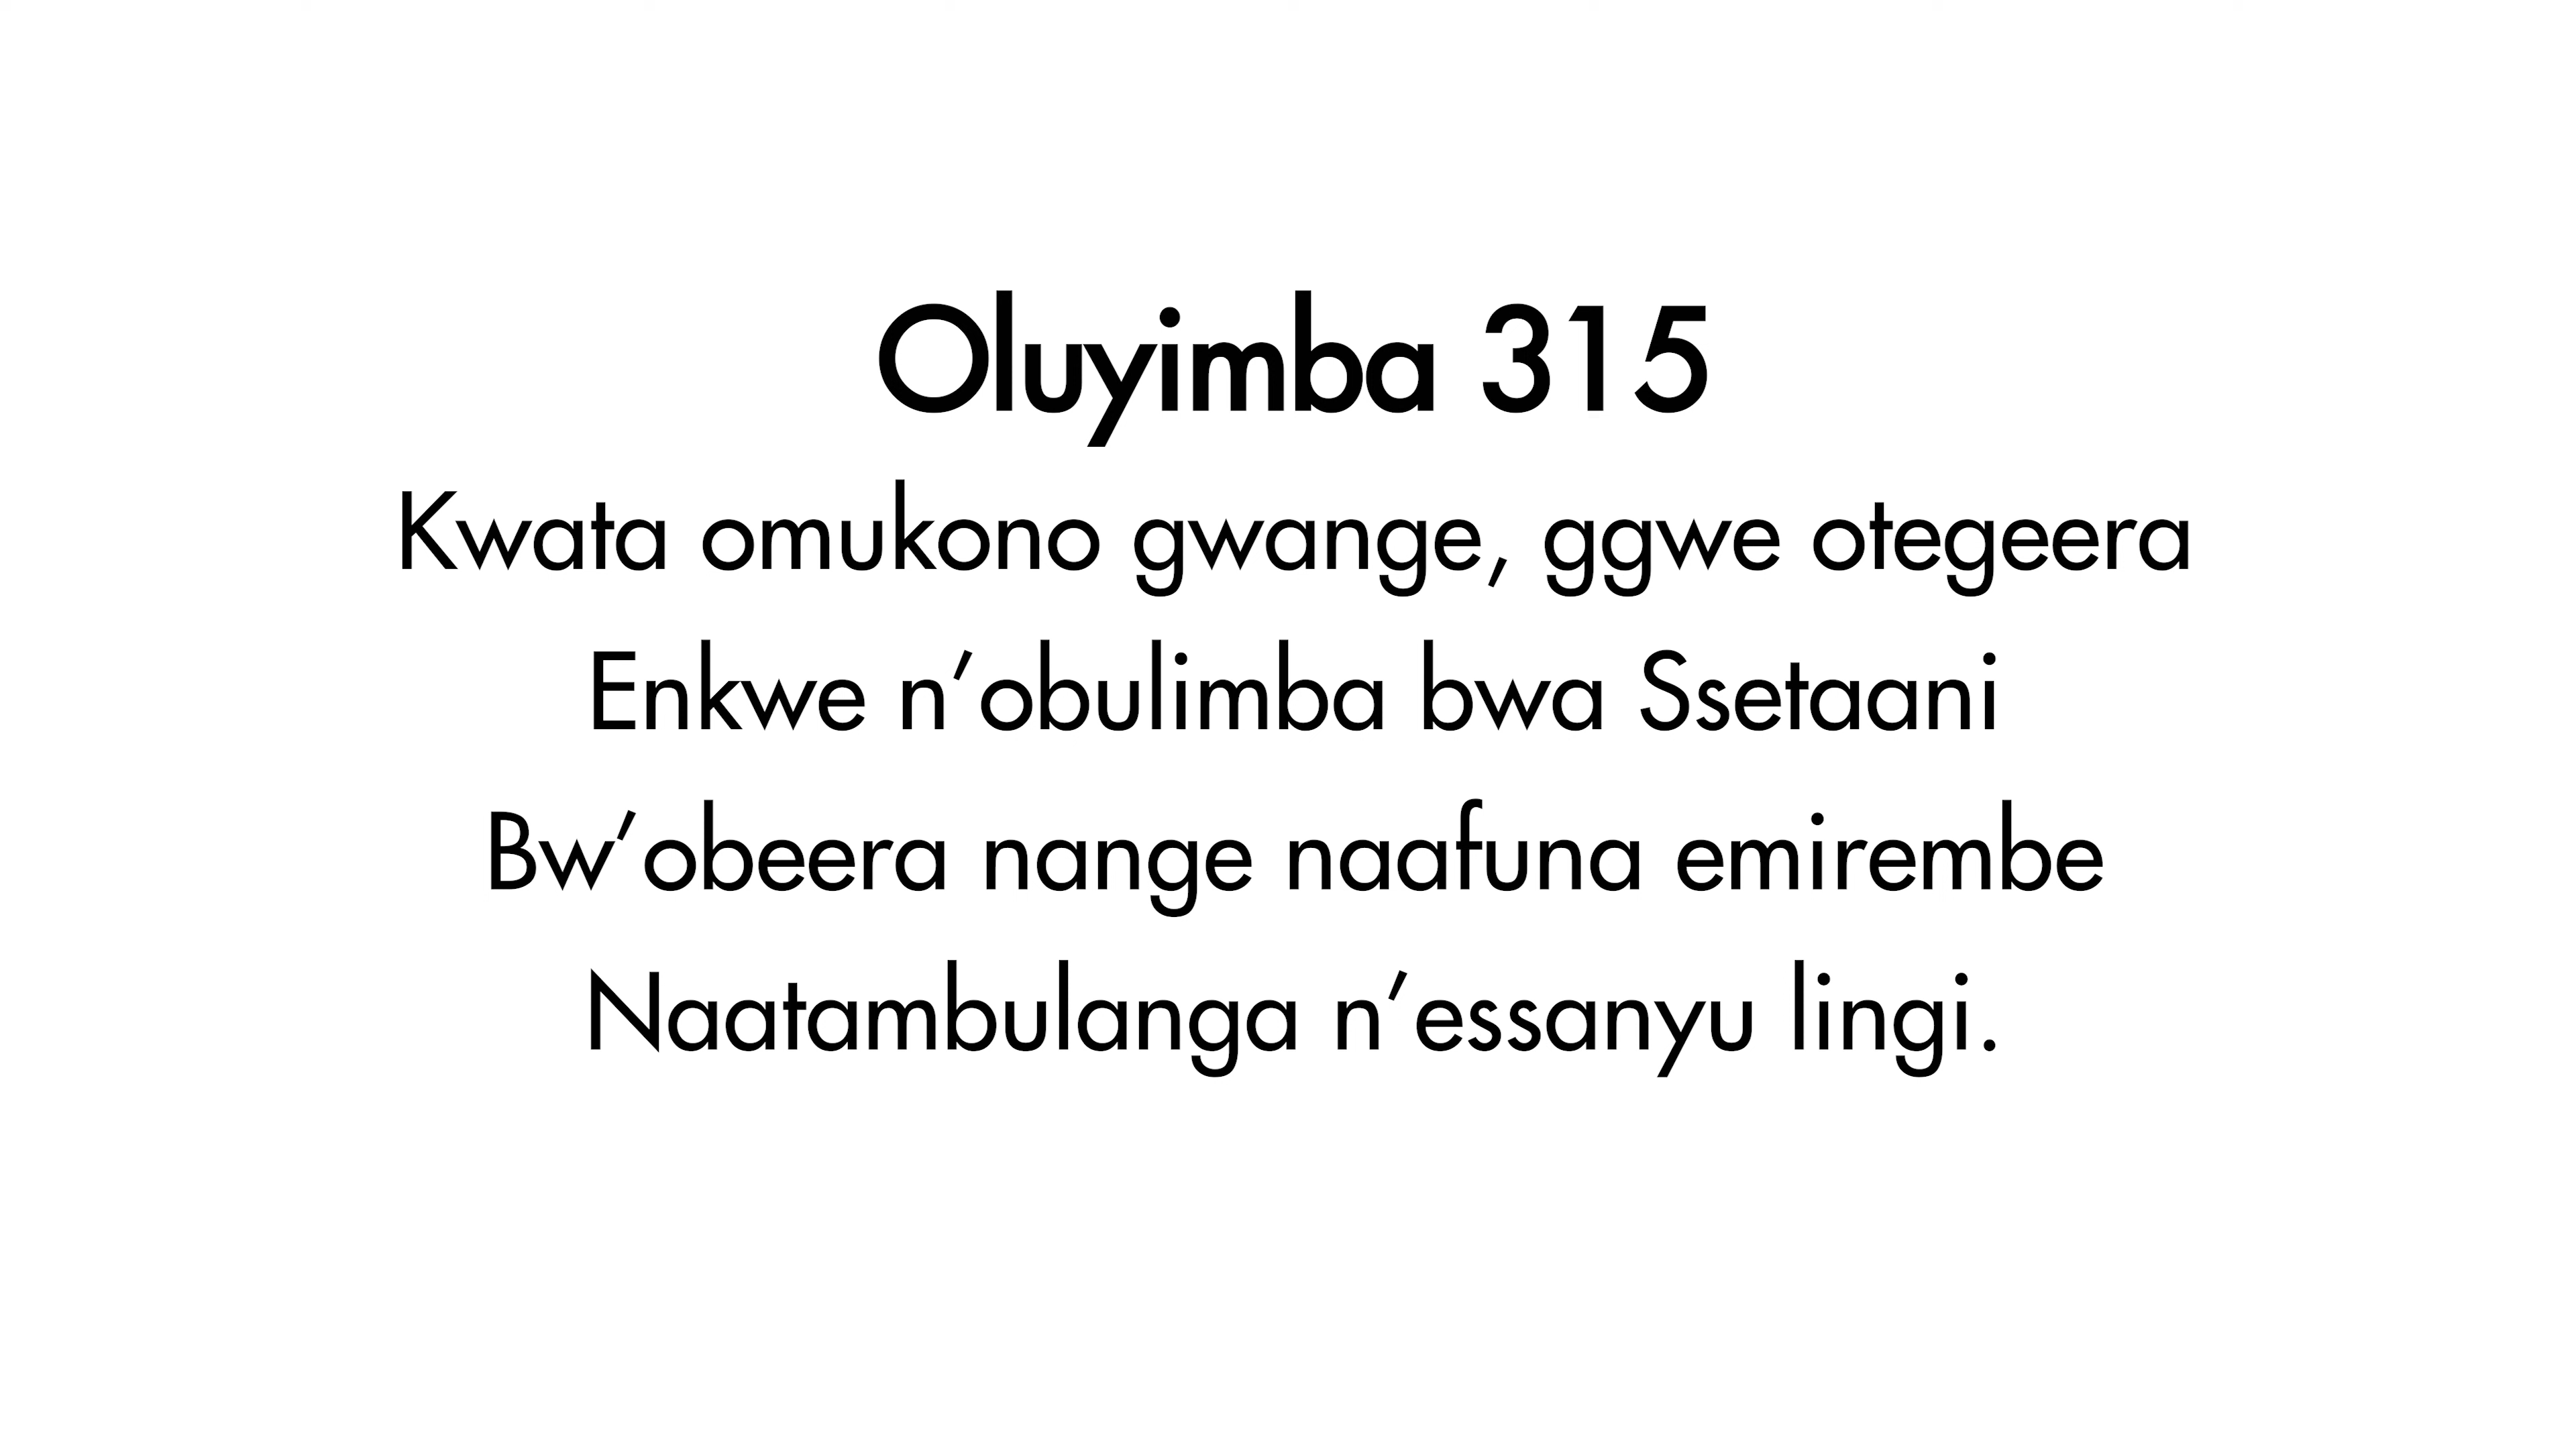 Oluyimba 315
Kwata omukono gwange, ggwe otegeera
Enkwe n’obulimba bwa Ssetaani
Bw’obeera nange naafuna emirembe
Naatambulanga n’essanyu lingi.